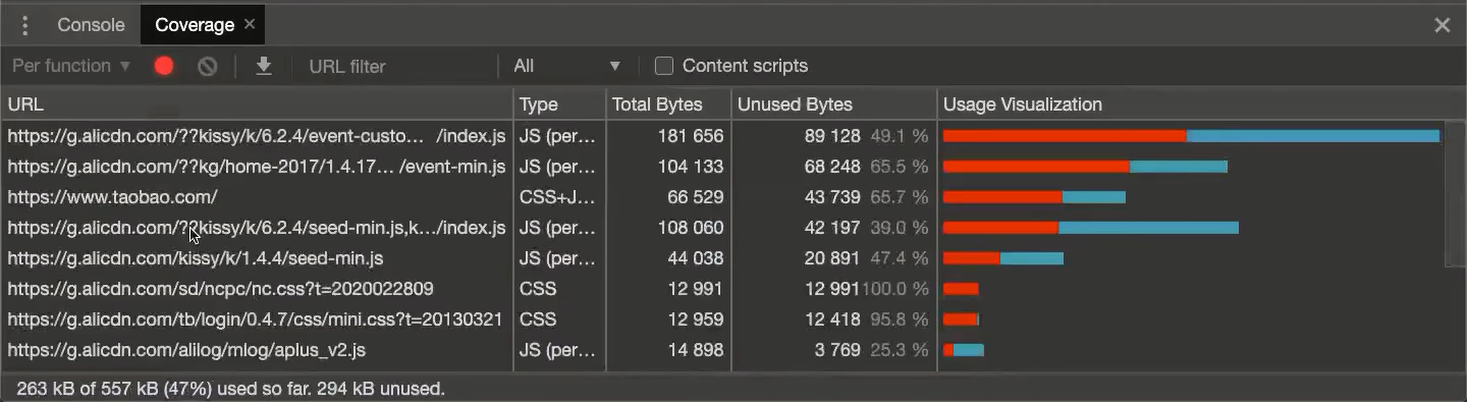 Console Coverage
Per function URL filter All Content scripts
URL Type Total Bytes Unused Bytes Usage Visualization
https://g.alicdn.com/??kissy/k/6.2.4/event-custo… /index.js JS (per… 181 656 89 128 49.1 %
https://g.alicdn.com/??kg/home-2017/1.4.17… /event-min.js JS (per… 104 133 68 248 65.5 %
https://www.taobao.com/ CSS+J… 66 529 43 739 65.7 %
https://g.alicdn.com/??kissy/k/6.2.4/seed-min.js,k…/index.js JS (per… 108 060 42 197 39.0 %
https://g.alicdn.com/kissy/k/1.4.4/seed-min.js JS (per… 44 038 20 891 47.4 %
https://g.alicdn.com/sd/ncpc/nc.css?t=2020022809 CSS 12 991 12 991 100.0 %
https://g.alicdn.com/tb/login/0.4.7/css/mini.css?t=20130321 CSS 12 959 12 418 95.8 %
https://g.alicdn.com/alilog/mlog/aplus_v2.js JS (per… 14 898 3 769 25.3 %
263 kB of 557 kB (47%) used so far. 294 kB unused.